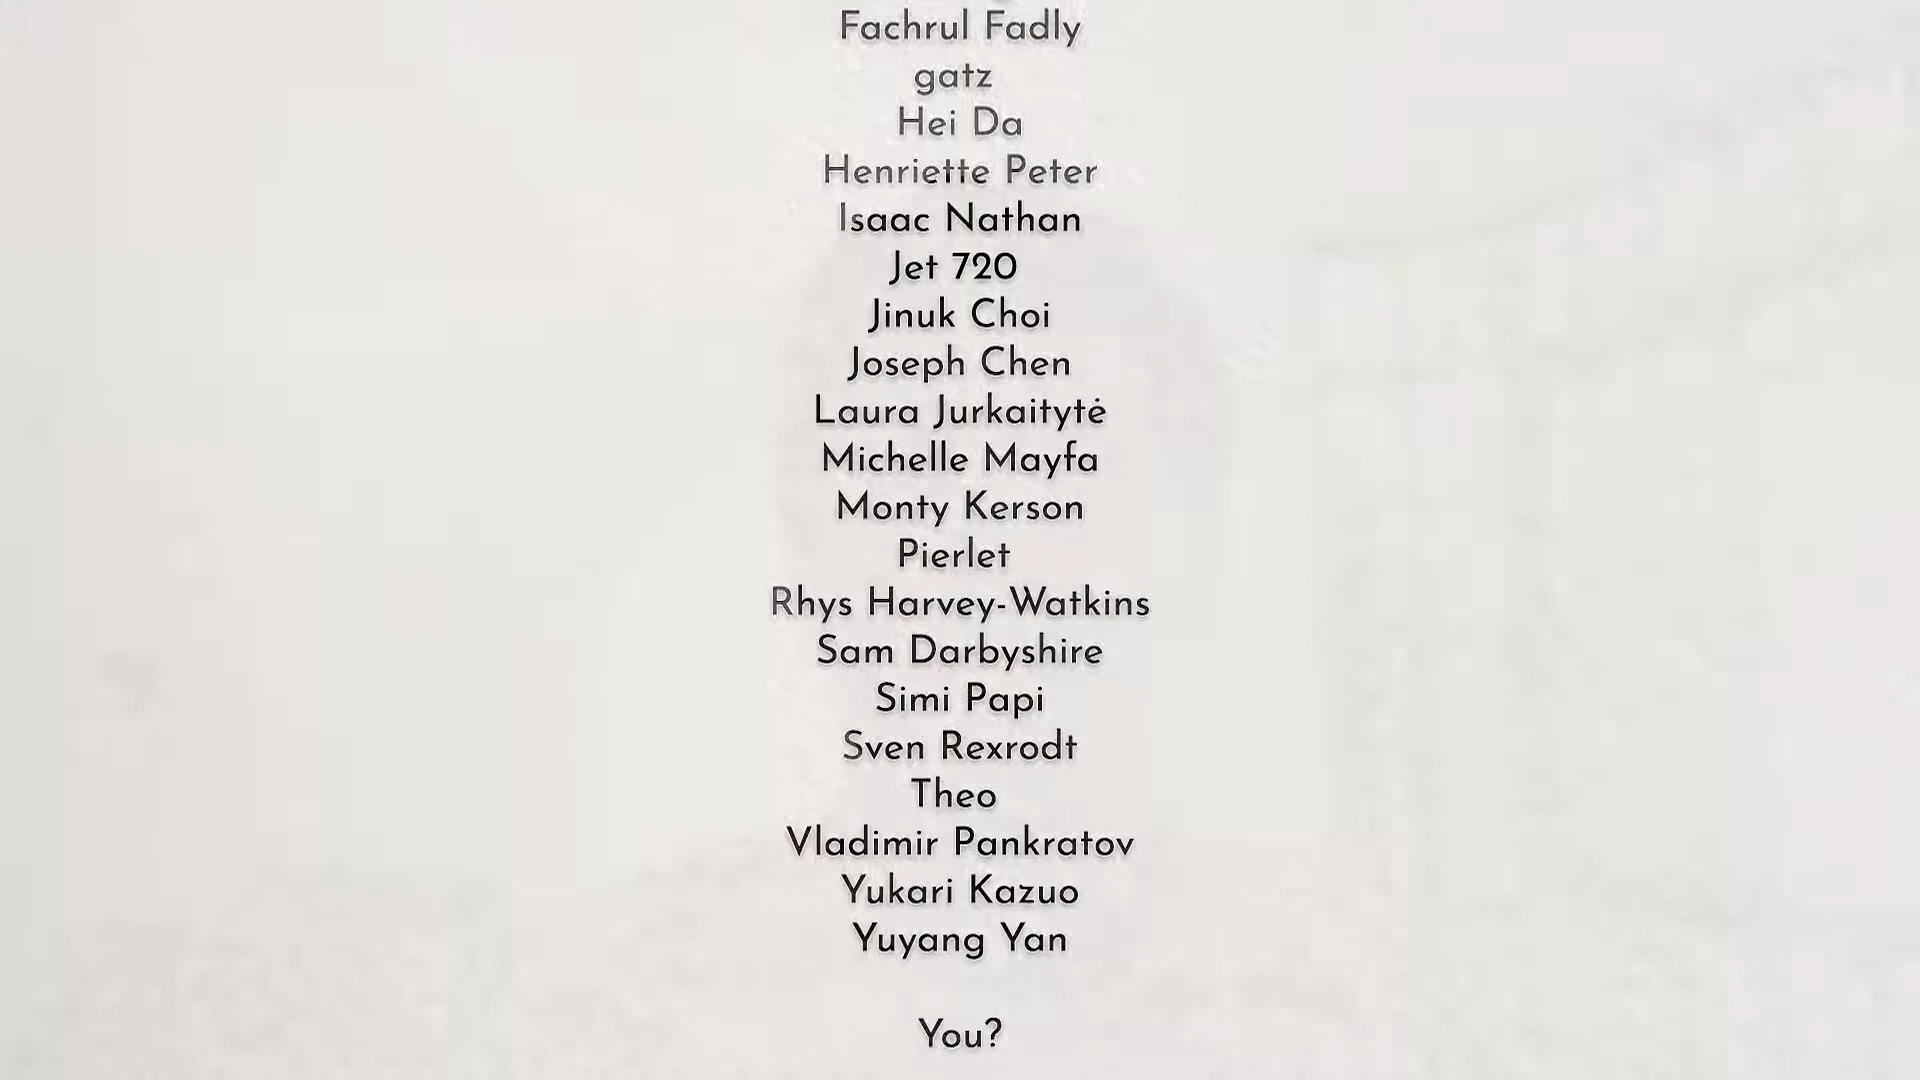 Fachrul Fadly
gatz
Hei Da
Henriette Peter
Isaac Nathan
Jet 720
Jinuk Choi
Joseph Chen
Laura Jurkaitytė
Michelle Mayfa
Monty Kerson
Pierlet
Rhys Harvey-Watkins
Sam Darbyshire
Simi Papi
Sven Rexrodt
Theo
Vladimir Pankratov
Yukari Kazuo
Yuyang Yan
You?